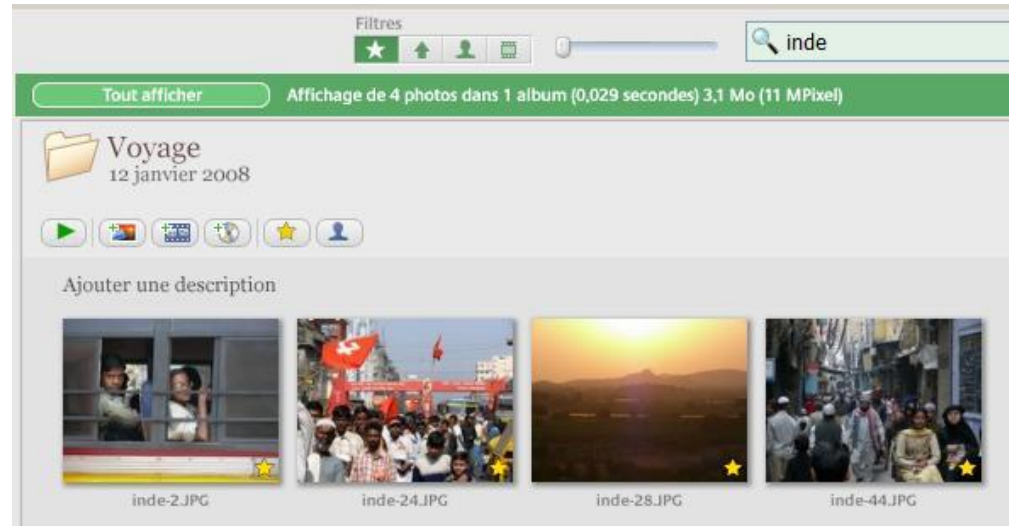 Filtres
inde
Tout afficher
Affichage de 4 photos dans 1 album (0,029 secondes) 3,1 Mo (11 MPixel)
Voyage
12 janvier 2008
Ajouter une description
inde-2.JPG
inde-24.JPG
inde-28.JPG
inde-44.JPG